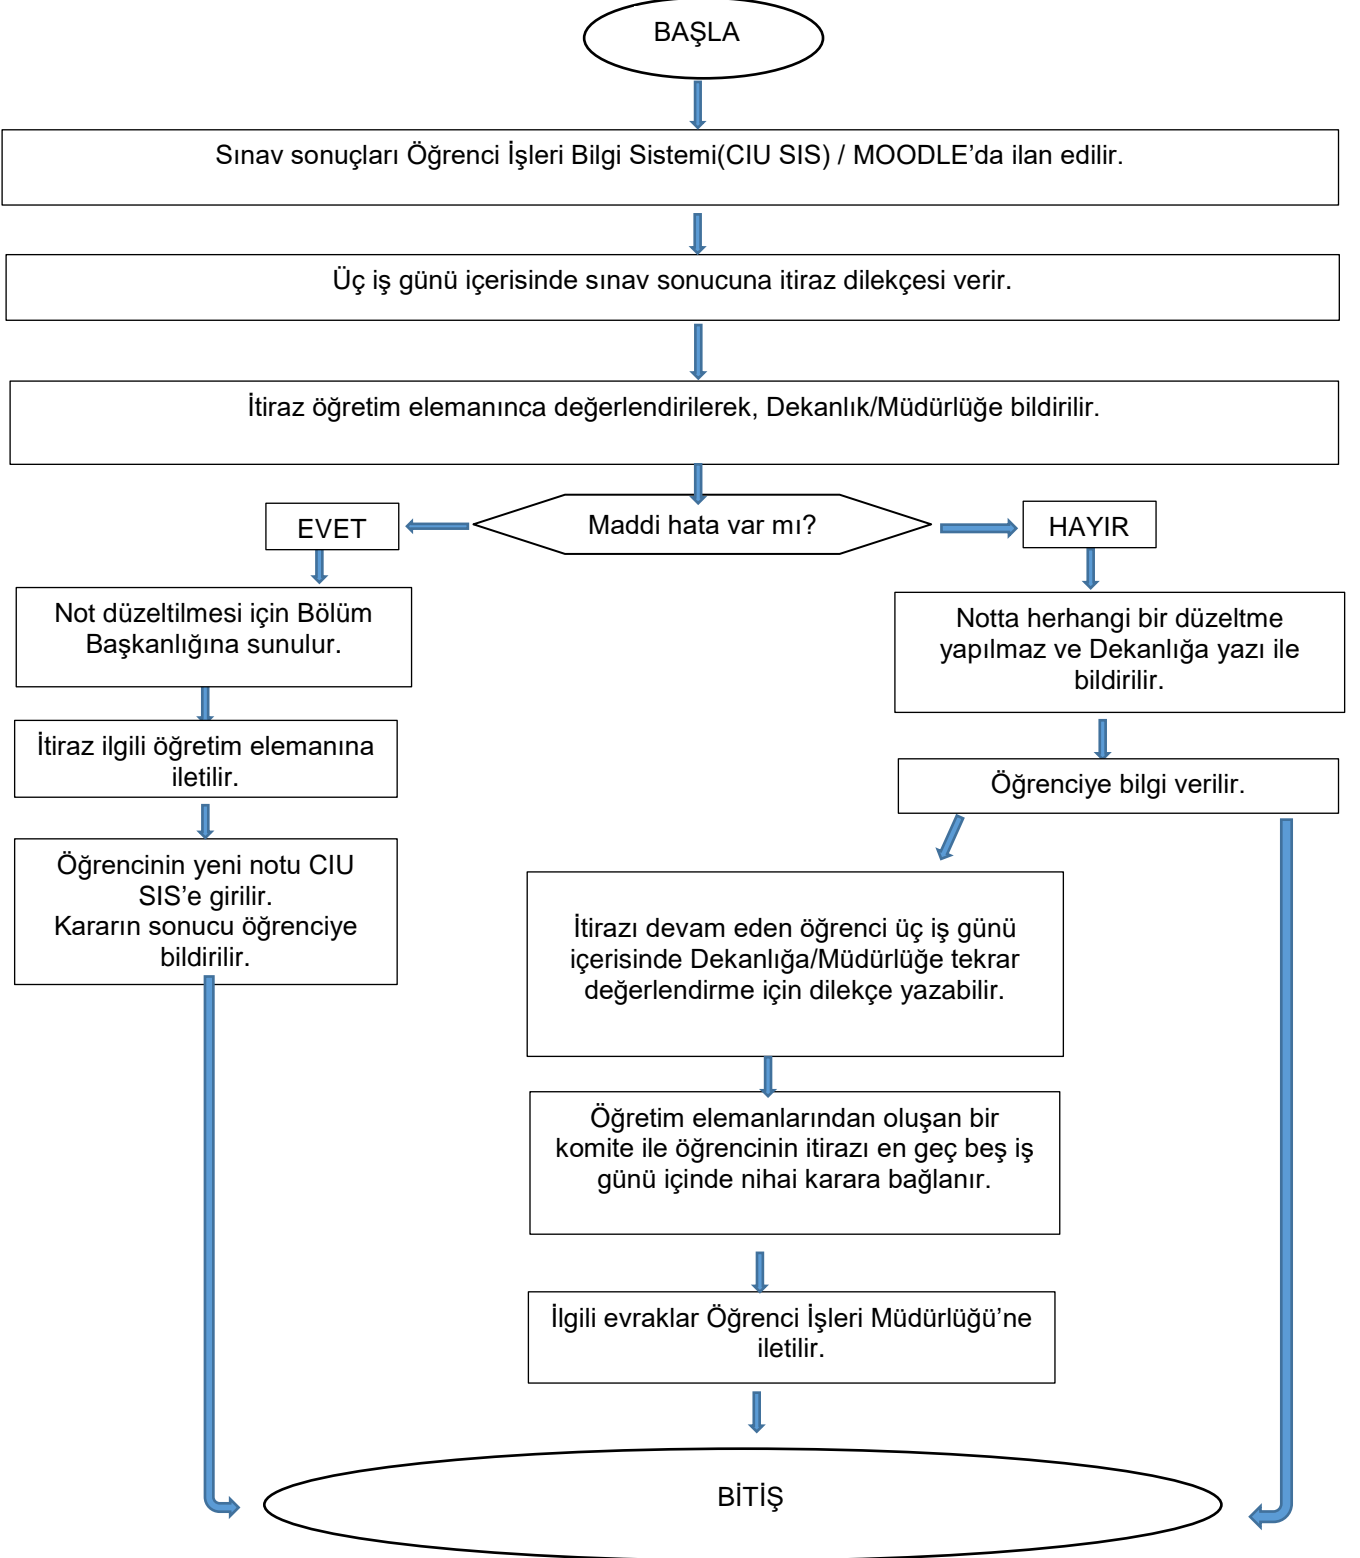 BAŞLA
Sınav sonuçları Öğrenci İşleri Bilgi Sistemi(CIU SIS) / MOODLE’da ilan edilir.
Üç iş günü içerisinde sınav sonucuna itiraz dilekçesi verir.
İtiraz öğretim elemanınca değerlendirilerek, Dekanlık/Müdürlüğe bildirilir.
Maddi hata var mı?
EVET
HAYIR
Not düzeltilmesi için Bölüm
Başkanlığına sunulur.
İtiraz ilgili öğretim elemanına
iletilir.
Öğrencinin yeni notu CIU
SIS’e girilir.
Kararın sonucu öğrenciye
bildirilir.
Notta herhangi bir düzeltme
yapılmaz ve Dekanlığa yazı ile
bildirilir.
Öğrenciye bilgi verilir.
İtirazı devam eden öğrenci üç iş günü
içerisinde Dekanlığa/Müdürlüğe tekrar
değerlendirme için dilekçe yazabilir.
Öğretim elemanlarından oluşan bir
komite ile öğrencinin itirazı en geç beş iş
günü içinde nihai karara bağlanır.
İlgili evraklar Öğrenci İşleri Müdürlüğü’ne
iletilir.
BİTİŞ